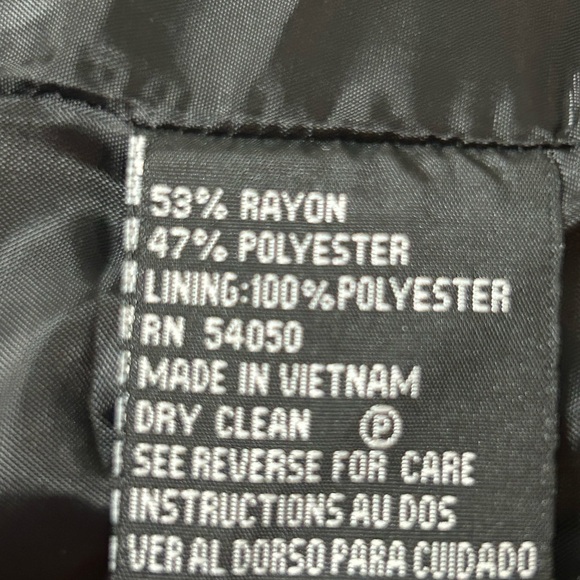 53% RAYON
47% POLYESTER
LINING:100%POLYESTER
RN 54050
MADE IN VIETNAM
DRY CLEAN Ⓟ
SEE REVERSE FOR CARE
INSTRUCTIONS AU DOS
VER AL DORSO PARA CUIDADO